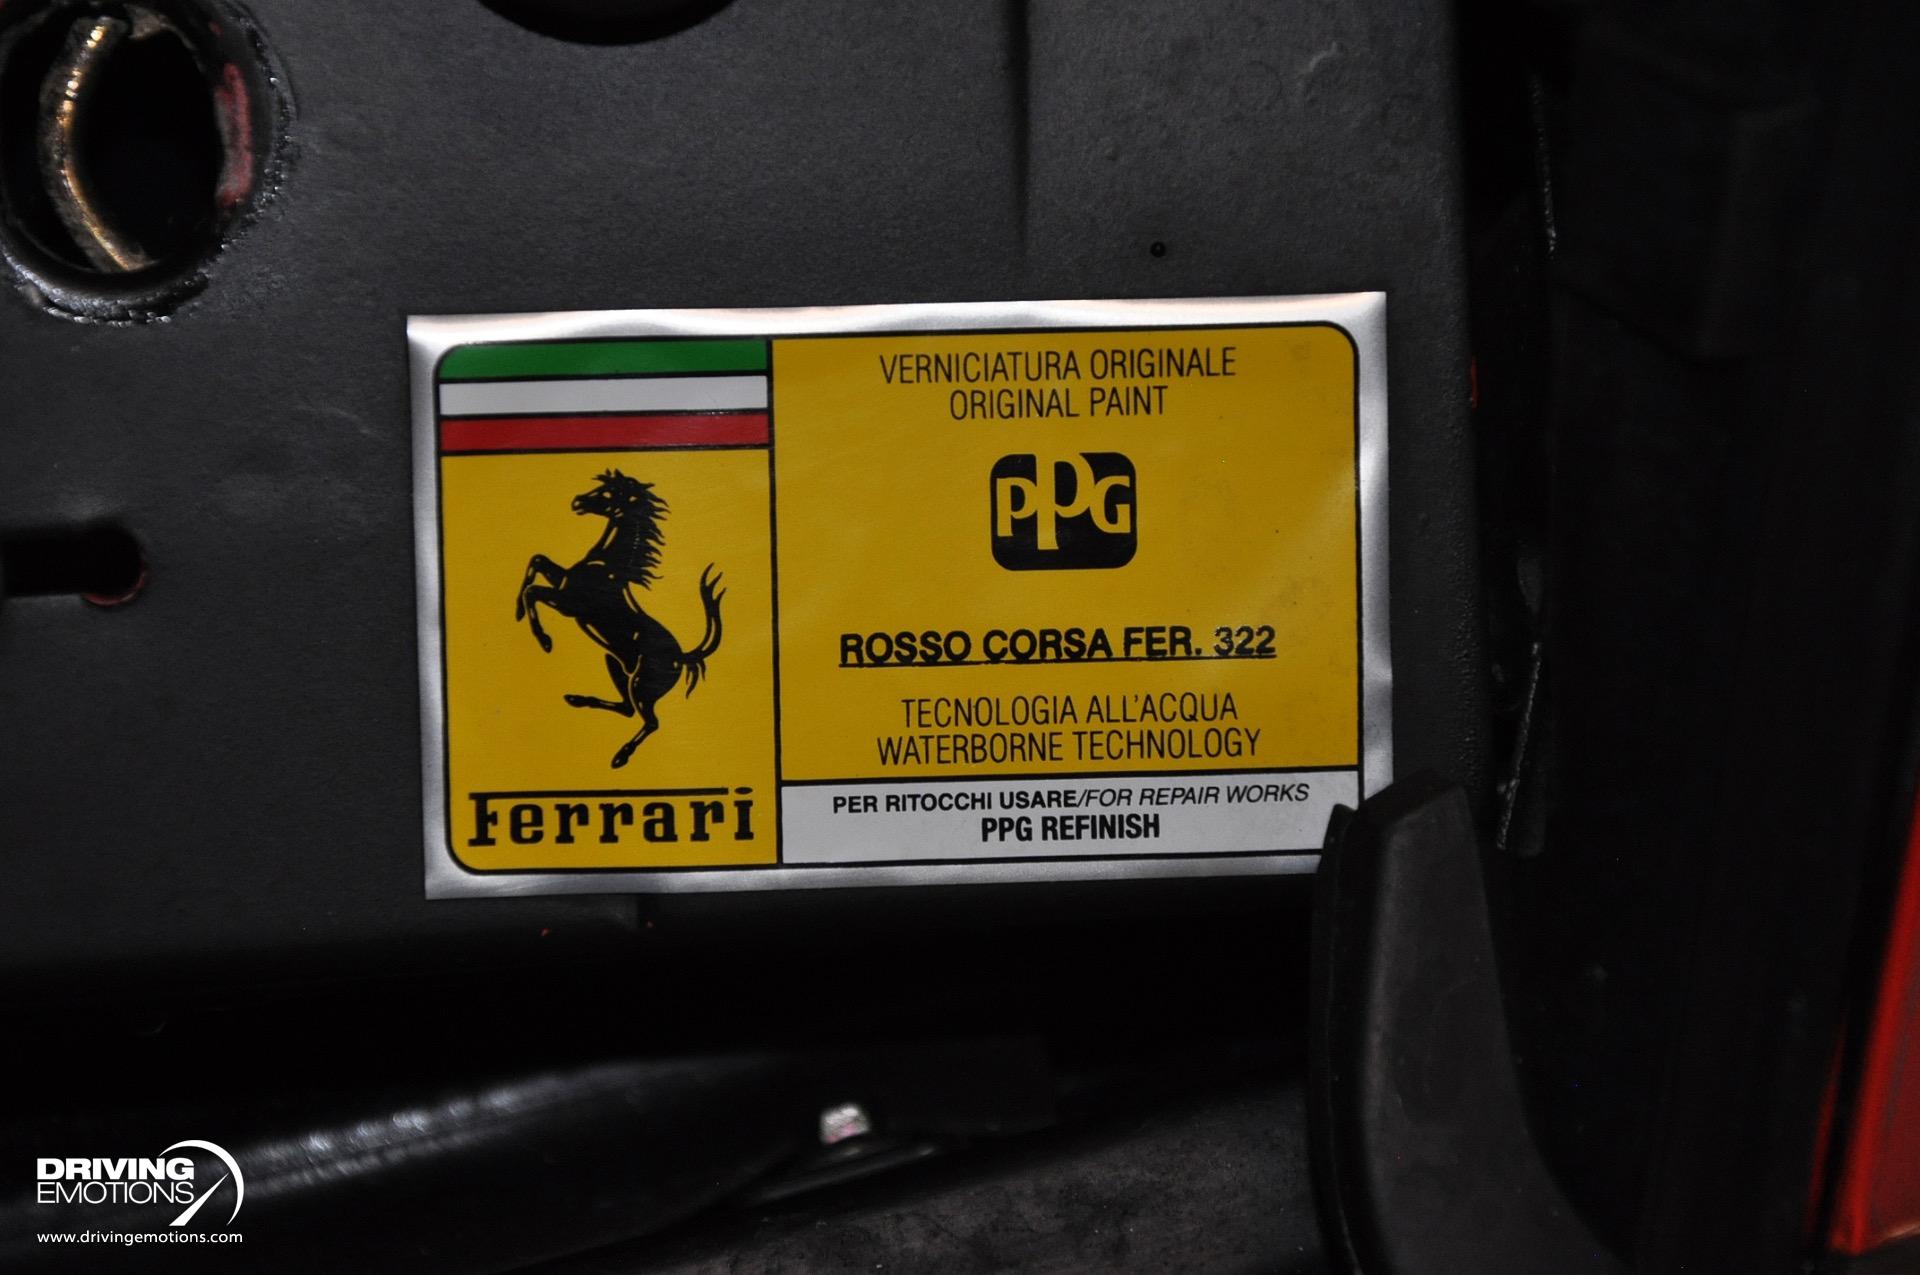 VERNICIATURA ORIGINALE
ORIGINAL PAINT
PPG
ROSSO CORSA FER. 322
TECNOLOGIA ALL'ACQUA
WATERBORNE TECHNOLOGY
PER RITOCCHI USARE/FOR REPAIR WORKS
PPG REFINISH
Ferrari
DRIVING
EMOTIONS
www.drivingemotions.com